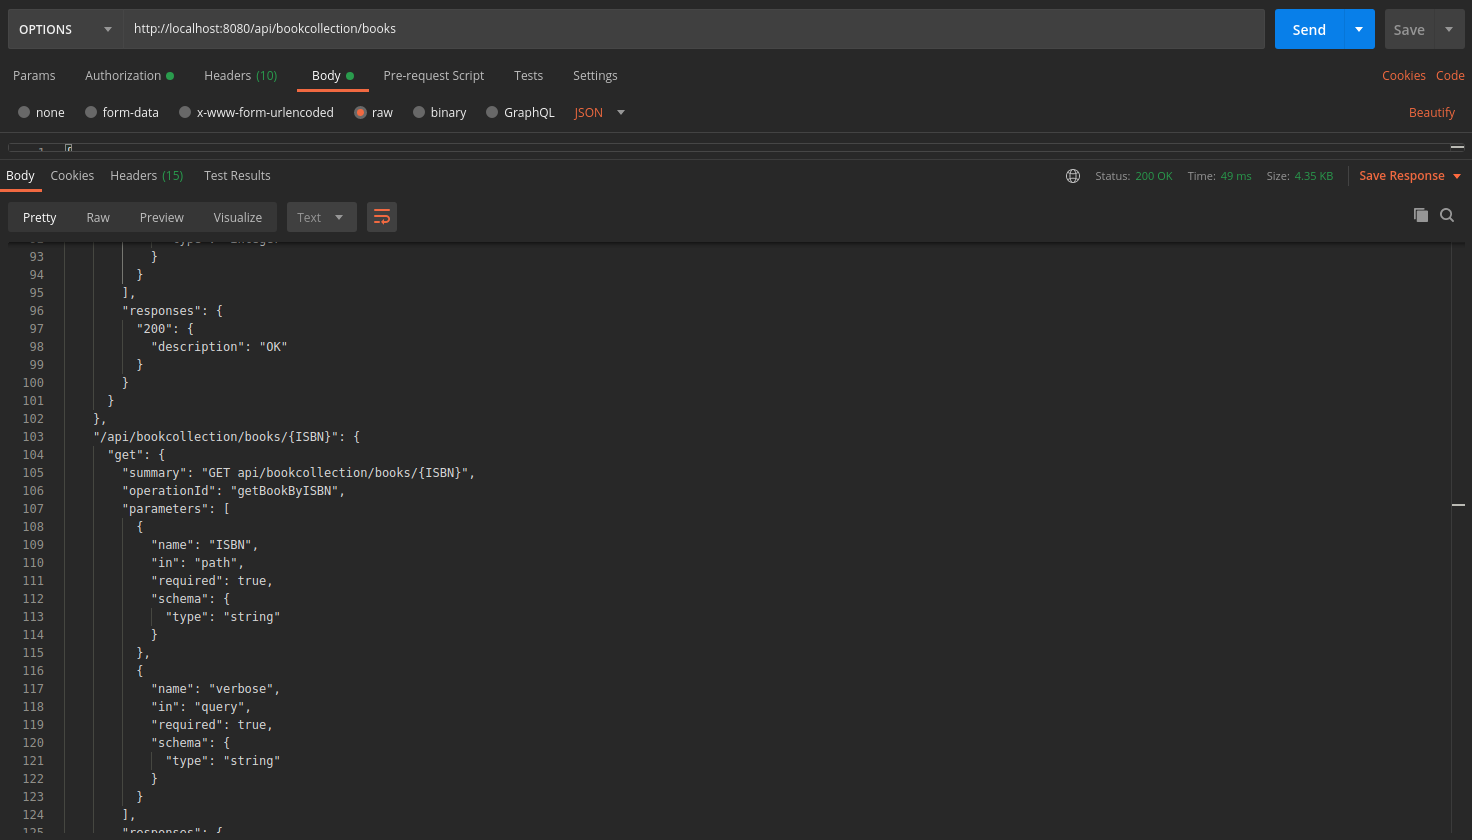 OPTIONS http://localhost:8080/api/bookcollection/books Send Save
Params Authorization Headers (10) Body Pre-request Script Tests Settings Cookies Code
none form-data x-www-form-urlencoded raw binary GraphQL JSON Beautify
Body Cookies Headers (15) Test Results Status: 200 OK Time: 49 ms Size: 4.35 KB Save Response
Pretty Raw Preview Visualize Text
93 }
94 }
95 ],
96 "responses": {
97 "200": {
98 "description": "OK"
99 }
100 }
101 }
102 },
103 "/api/bookcollection/books/{ISBN}": {
104 "get": {
105 "summary": "GET api/bookcollection/books/{ISBN}",
106 "operationId": "getBookByISBN",
107 "parameters": [
108 {
109 "name": "ISBN",
110 "in": "path",
111 "required": true,
112 "schema": {
113 "type": "string"
114 }
115 },
116 {
117 "name": "verbose",
118 "in": "query",
119 "required": true,
120 "schema": {
121 "type": "string"
122 }
123 }
124 ],
125 "responses": {